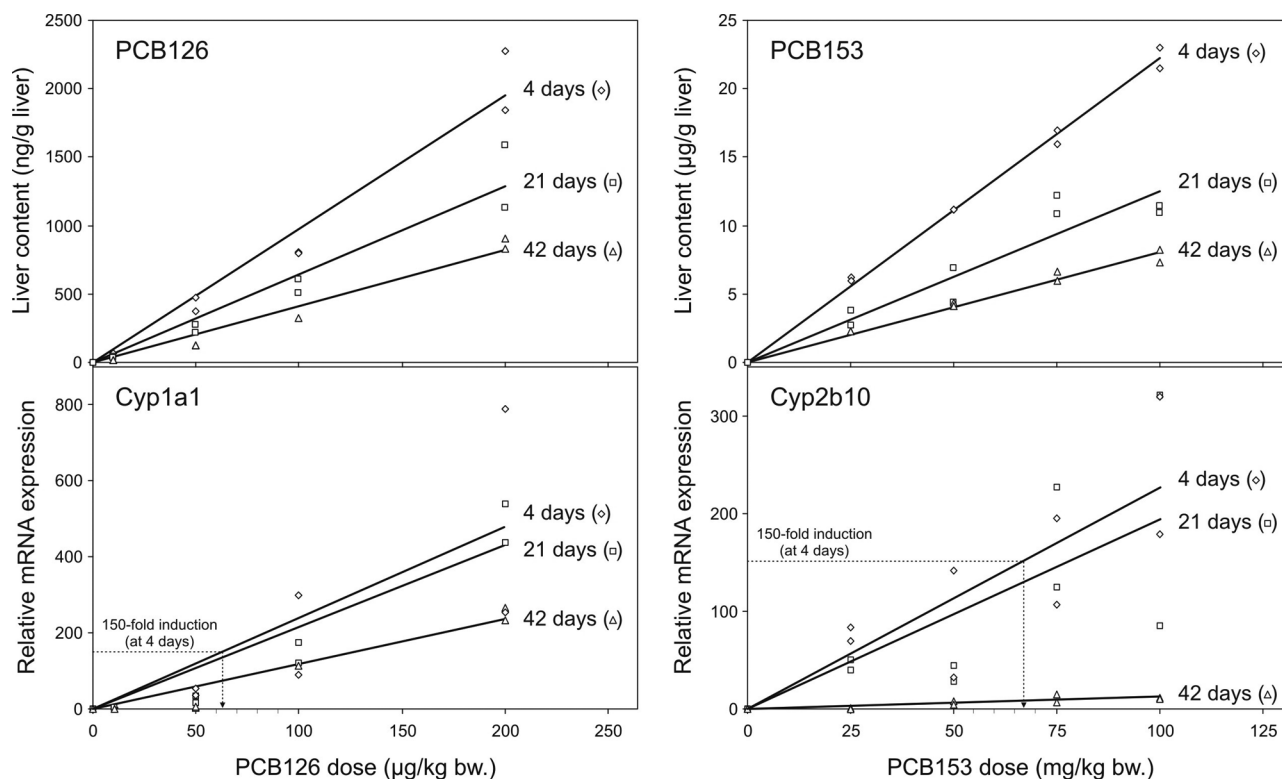 PCB126
Liver content (ng/g liver)
2500
2000
1500
1000
500
0
4 days (◇)
21 days (□)
42 days (△)
PCB153
Liver content (µg/g liver)
25
20
15
10
5
0
4 days (◇)
21 days (□)
42 days (△)
Cyp1a1
Relative mRNA expression
800
600
400
200
0
4 days (◇)
21 days (□)
42 days (△)
150-fold induction
(at 4 days)
0
50
100
150
200
250
PCB126 dose (µg/kg bw.)
Cyp2b10
Relative mRNA expression
300
200
100
0
4 days (◇)
21 days (□)
42 days (△)
150-fold induction
(at 4 days)
0
25
50
75
100
125
PCB153 dose (mg/kg bw.)